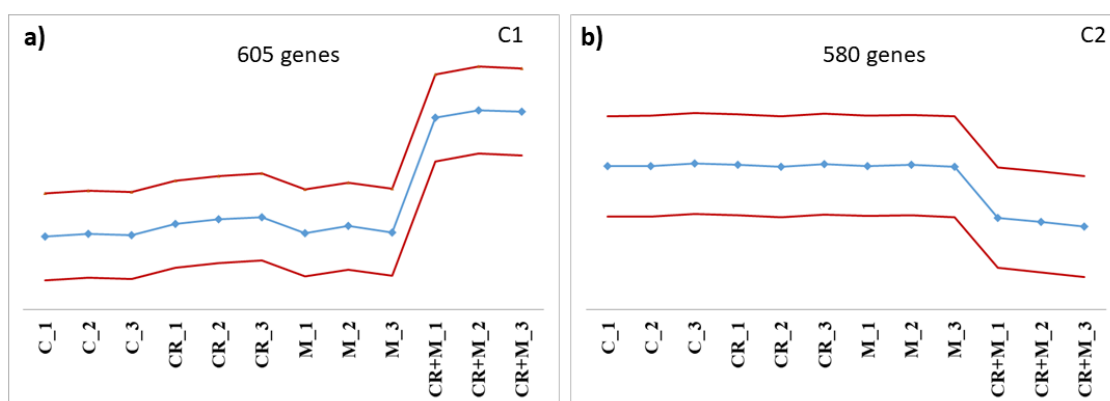 a) C1
605 genes
C_1
C_2
C_3
CR_1
CR_2
CR_3
M_1
M_2
M_3
CR+M_1
CR+M_2
CR+M_3
b) C2
580 genes
C_1
C_2
C_3
CR_1
CR_2
CR_3
M_1
M_2
M_3
CR+M_1
CR+M_2
CR+M_3